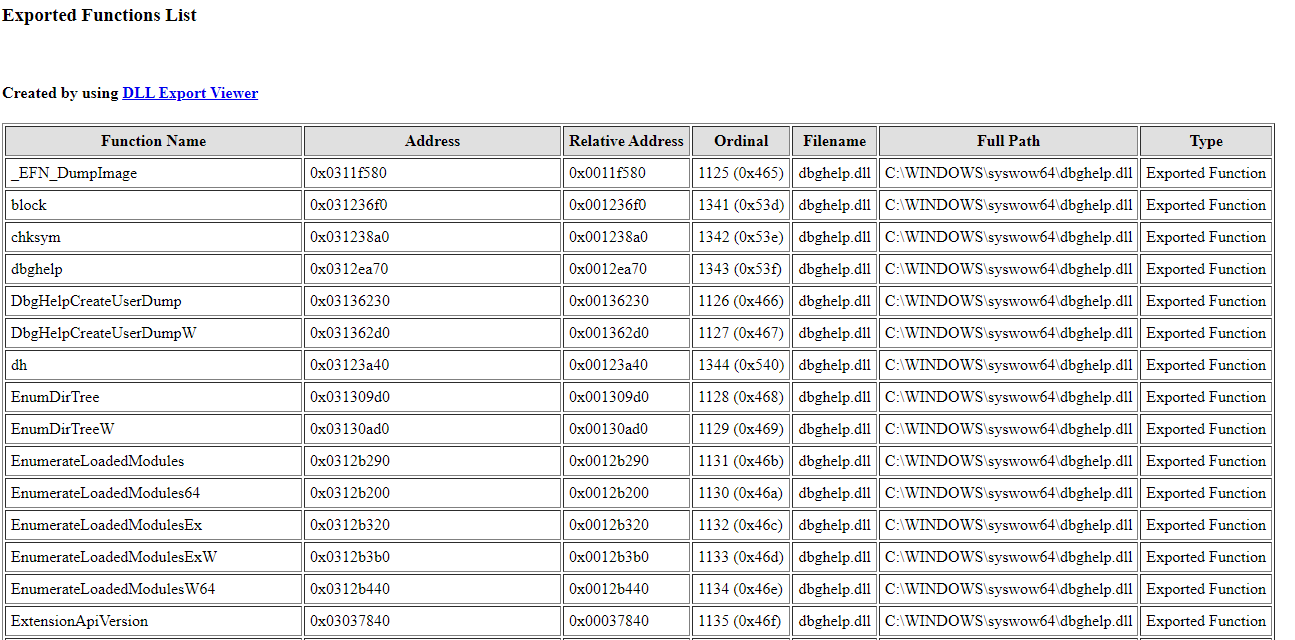 Exported Functions List
Created by using DLL Export Viewer
Function Name Address Relative Address Ordinal Filename Full Path Type
_EFN_DumpImage 0x0311f580 0x0011f580 1125 (0x465) dbghelp.dll C:\WINDOWS\syswow64\dbghelp.dll Exported Function
block 0x031236f0 0x001236f0 1341 (0x53d) dbghelp.dll C:\WINDOWS\syswow64\dbghelp.dll Exported Function
chksym 0x031238a0 0x001238a0 1342 (0x53e) dbghelp.dll C:\WINDOWS\syswow64\dbghelp.dll Exported Function
dbghelp 0x0312ea70 0x0012ea70 1343 (0x53f) dbghelp.dll C:\WINDOWS\syswow64\dbghelp.dll Exported Function
DbgHelpCreateUserDump 0x03136230 0x00136230 1126 (0x466) dbghelp.dll C:\WINDOWS\syswow64\dbghelp.dll Exported Function
DbgHelpCreateUserDumpW 0x031362d0 0x001362d0 1127 (0x467) dbghelp.dll C:\WINDOWS\syswow64\dbghelp.dll Exported Function
dh 0x03123a40 0x00123a40 1344 (0x540) dbghelp.dll C:\WINDOWS\syswow64\dbghelp.dll Exported Function
EnumDirTree 0x031309d0 0x001309d0 1128 (0x468) dbghelp.dll C:\WINDOWS\syswow64\dbghelp.dll Exported Function
EnumDirTreeW 0x03130ad0 0x00130ad0 1129 (0x469) dbghelp.dll C:\WINDOWS\syswow64\dbghelp.dll Exported Function
EnumerateLoadedModules 0x0312b290 0x0012b290 1131 (0x46b) dbghelp.dll C:\WINDOWS\syswow64\dbghelp.dll Exported Function
EnumerateLoadedModules64 0x0312b200 0x0012b200 1130 (0x46a) dbghelp.dll C:\WINDOWS\syswow64\dbghelp.dll Exported Function
EnumerateLoadedModulesEx 0x0312b320 0x0012b320 1132 (0x46c) dbghelp.dll C:\WINDOWS\syswow64\dbghelp.dll Exported Function
EnumerateLoadedModulesExW 0x0312b3b0 0x0012b3b0 1133 (0x46d) dbghelp.dll C:\WINDOWS\syswow64\dbghelp.dll Exported Function
EnumerateLoadedModulesW64 0x0312b440 0x0012b440 1134 (0x46e) dbghelp.dll C:\WINDOWS\syswow64\dbghelp.dll Exported Function
ExtensionApiVersion 0x03037840 0x00037840 1135 (0x46f) dbghelp.dll C:\WINDOWS\syswow64\dbghelp.dll Exported Function